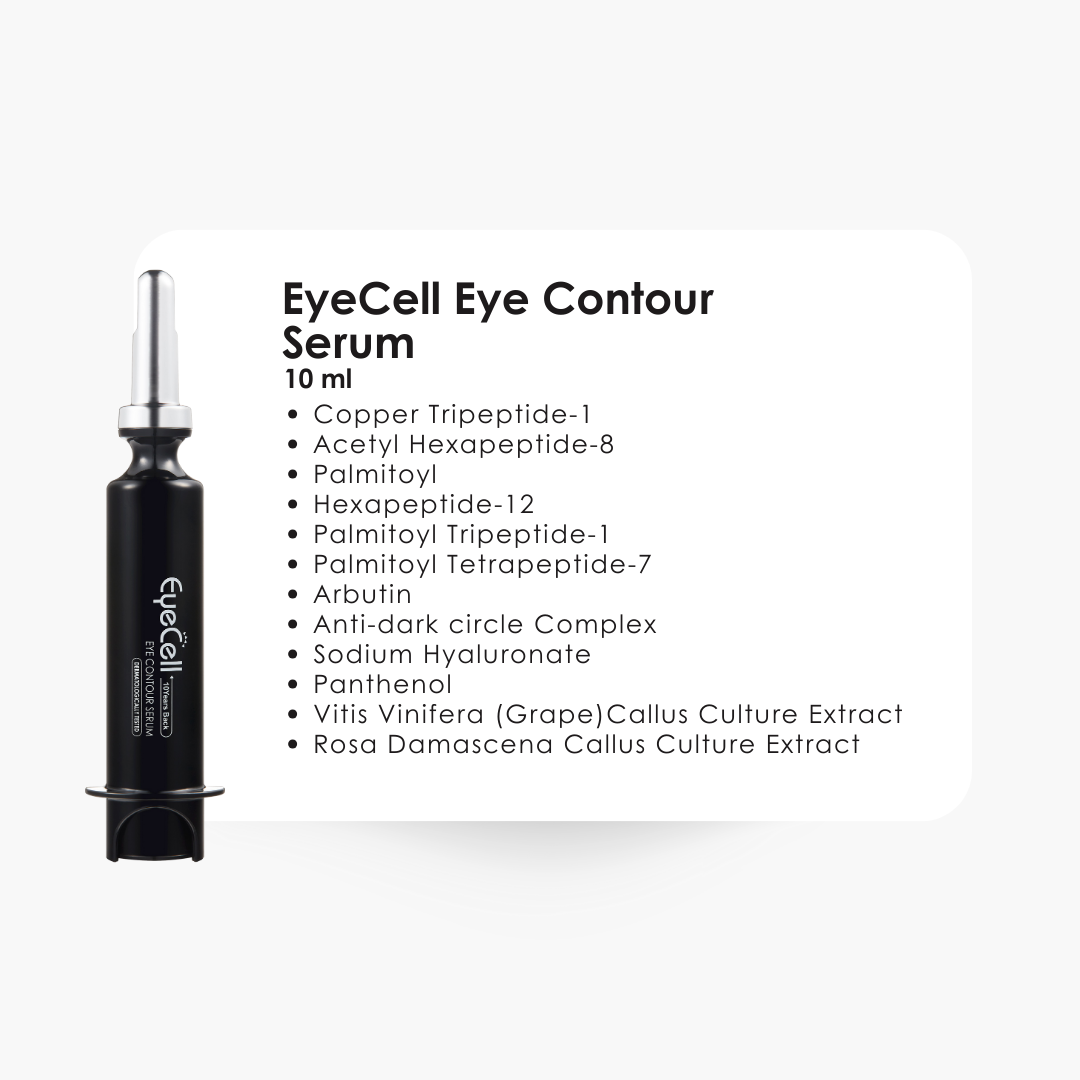 EyeCell Eye Contour
Serum
10 ml
• Copper Tripeptide-1
• Acetyl Hexapeptide-8
• Palmitoyl
• Hexapeptide-12
• Palmitoyl Tripeptide-1
• Palmitoyl Tetrapeptide-7
• Arbutin
• Anti-dark circle Complex
• Sodium Hyaluronate
• Panthenol
• Vitis Vinifera (Grape)Callus Culture Extract
• Rosa Damascena Callus Culture Extract
EyeCell
10Years Back
EYE CONTOUR SERUM
DERMATOLOGICALLY TESTED